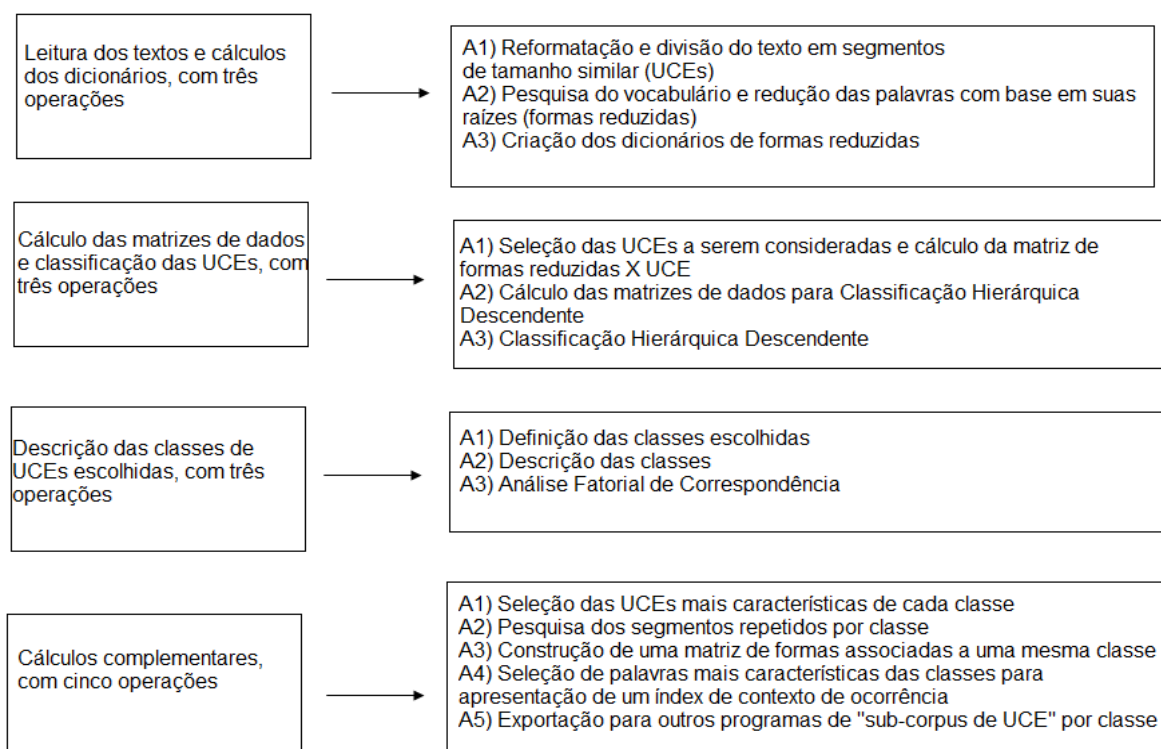 Leitura dos textos e cálculos
dos dicionários, com três
operações
A1) Reformatação e divisão do texto em segmentos
de tamanho similar (UCEs)
A2) Pesquisa do vocabulário e redução das palavras com base em suas
raízes (formas reduzidas)
A3) Criação dos dicionários de formas reduzidas
Cálculo das matrizes de dados
e classificação das UCEs, com
três operações
A1) Seleção das UCEs a serem consideradas e cálculo da matriz de
formas reduzidas X UCE
A2) Cálculo das matrizes de dados para Classificação Hierárquica
Descendente
A3) Classificação Hierárquica Descendente
Descrição das classes de
UCEs escolhidas, com três
operações
A1) Definição das classes escolhidas
A2) Descrição das classes
A3) Análise Fatorial de Correspondência
Cálculos complementares,
com cinco operações
A1) Seleção das UCEs mais características de cada classe
A2) Pesquisa dos segmentos repetidos por classe
A3) Construção de uma matriz de formas associadas a uma mesma classe
A4) Seleção de palavras mais características das classes para
apresentação de um índex de contexto de ocorrência
A5) Exportação para outros programas de "sub-corpus de UCE" por classe